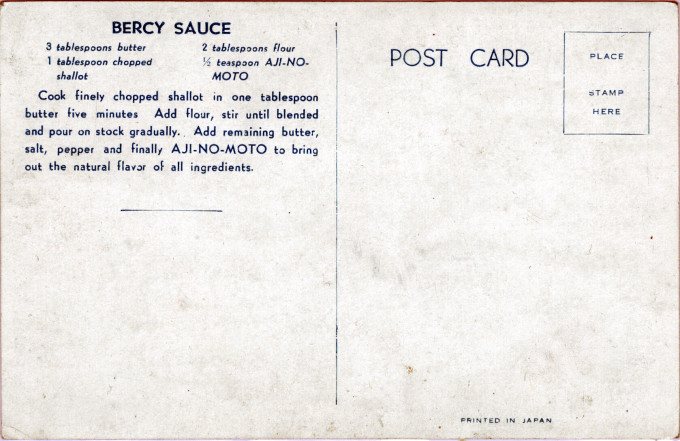 BERCY SAUCE
3 tablespoons butter
1 tablespoon chopped
shallot
2 tablespoons flour
½ teaspoon AJI-NO-
MOTO
Cook finely chopped shallot in one tablespoon
butter five minutes Add flour, stir until blended
and pour on stock gradually. Add remaining butter,
salt, pepper and finally AJI-NO-MOTO to bring
out the natural flavor of all ingredients.
POST CARD
PLACE
STAMP
HERE
PRINTED IN JAPAN